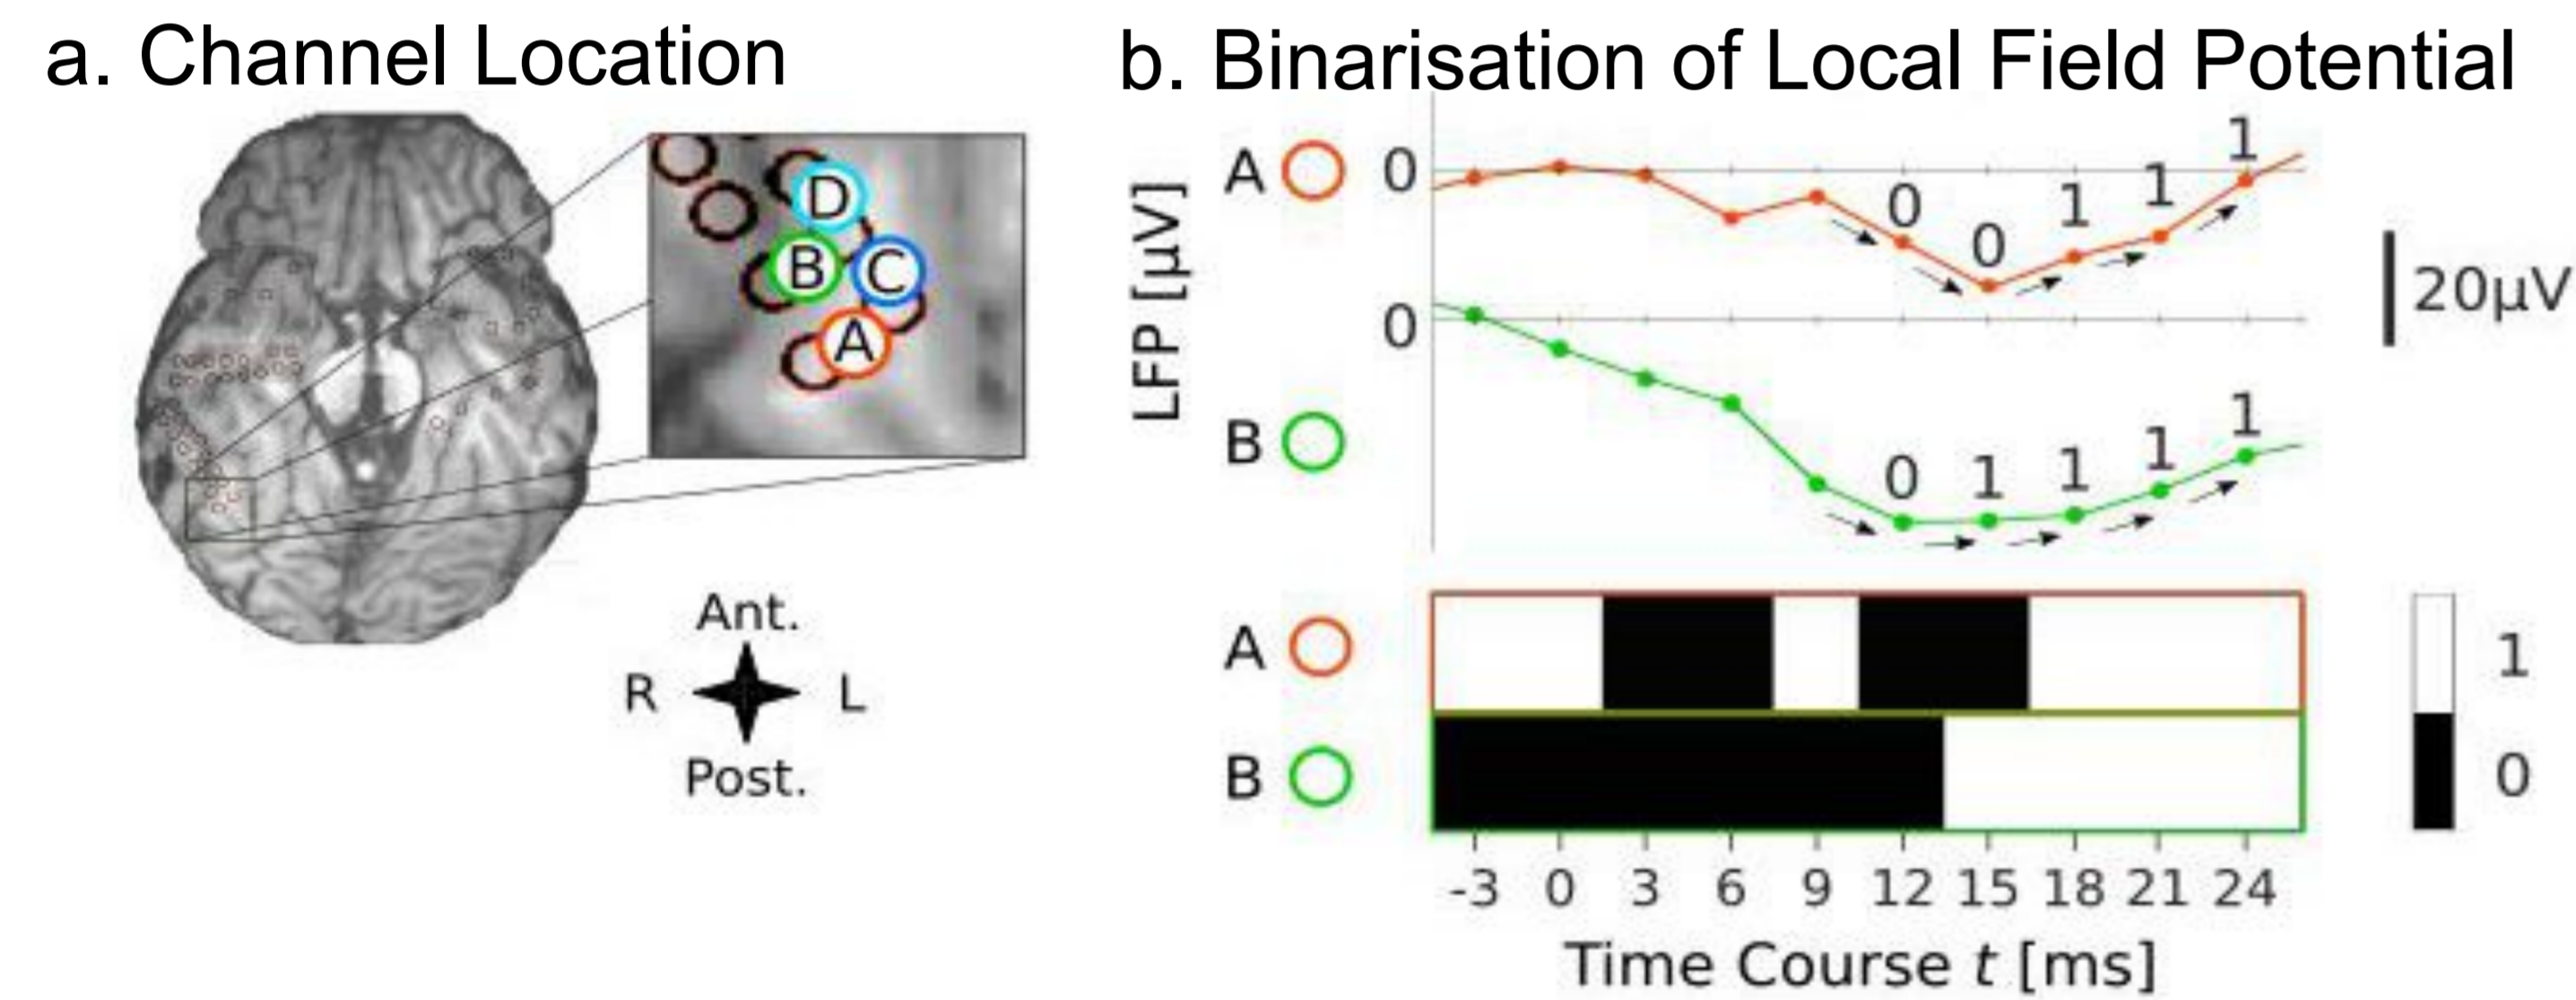 a. Channel Location
D
B
C
A
Ant.
R
L
Post.
b. Binarisation of Local Field Potential
LFP [µV]
A
0
0
0
1
1
1
20µV
B
0
0
1
1
1
1
A
B
1
0
-3 0 3 6 9 12 15 18 21 24
Time Course t [ms]